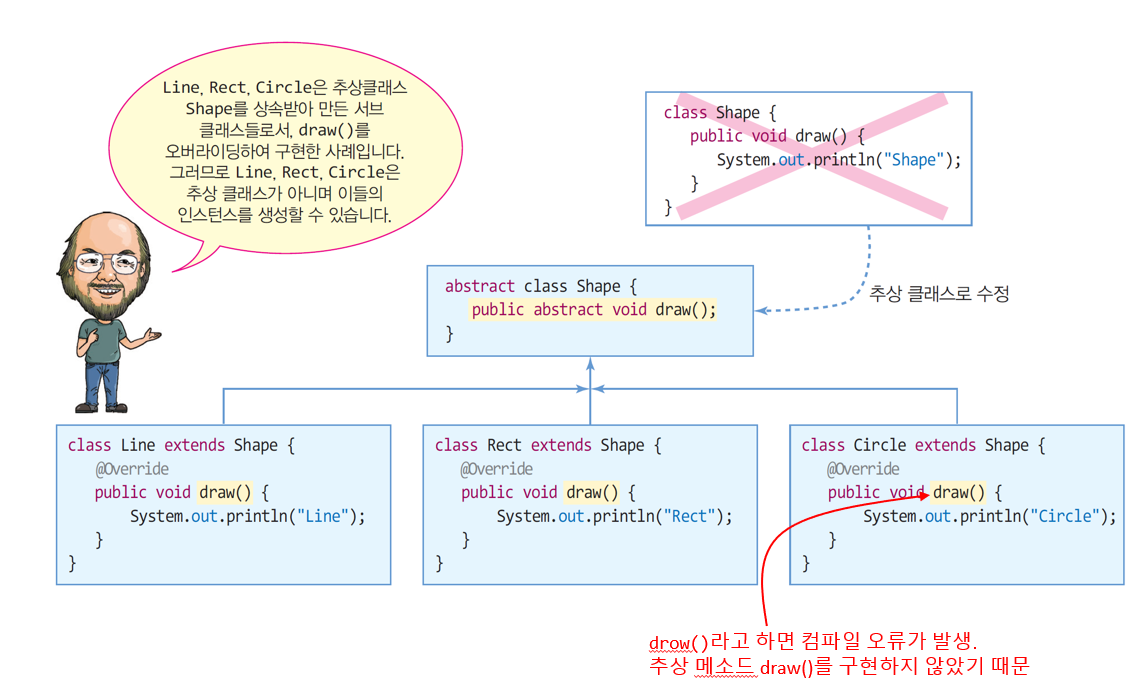 Line, Rect, Circle은 추상클래스
Shape를 상속받아 만든 서브
클래스들로서, draw()를
오버라이딩하여 구현한 사례입니다.
그러므로 Line, Rect, Circle은
추상 클래스가 아니며 이들의
인스턴스를 생성할 수 있습니다.
class Shape {
public void draw() {
System.out.println("Shape");
}
}
추상 클래스로 수정
abstract class Shape {
public abstract void draw();
}
class Line extends Shape {
@Override
public void draw() {
System.out.println("Line");
}
}
class Rect extends Shape {
@Override
public void draw() {
System.out.println("Rect");
}
}
class Circle extends Shape {
@Override
public void draw() {
System.out.println("Circle");
}
}
drow()라고 하면 컴파일 오류가 발생.
추상 메소드 draw()를 구현하지 않았기 때문